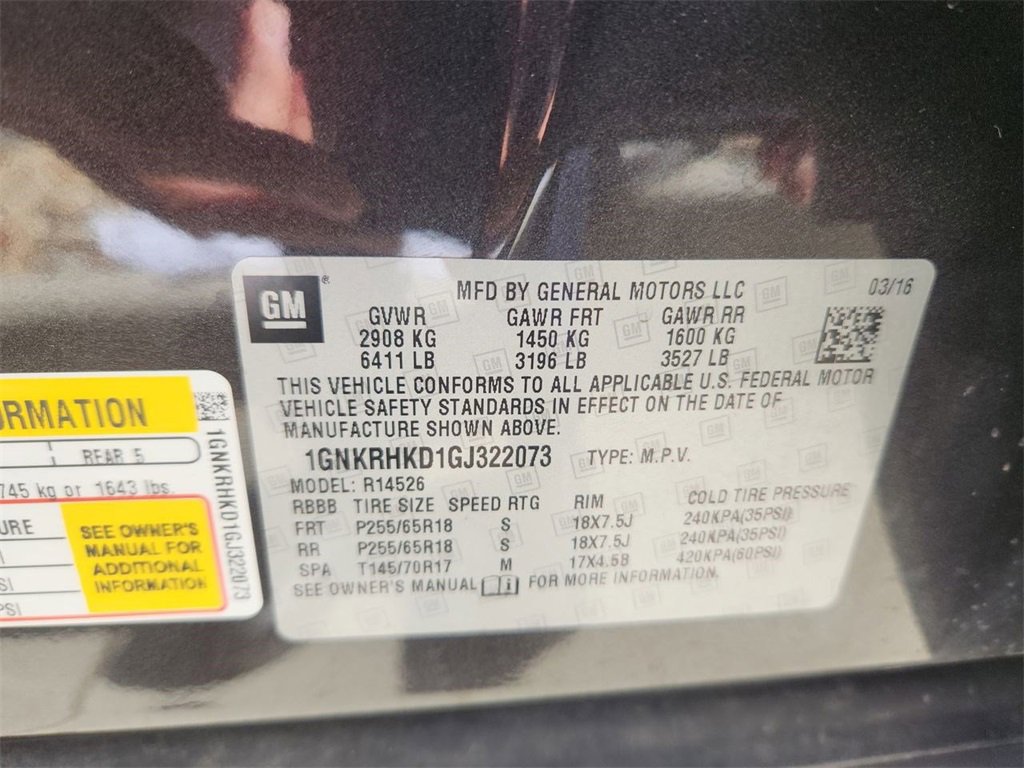 GM
MFD BY GENERAL MOTORS LLC
03/16
GVWR GAWR FRT GAWR RR
2908 KG 1450 KG 1600 KG
6411 LB 3196 LB 3527 LB
THIS VEHICLE CONFORMS TO ALL APPLICABLE U.S. FEDERAL MOTOR
VEHICLE SAFETY STANDARDS IN EFFECT ON THE DATE OF
MANUFACTURE SHOWN ABOVE.
1GNKRHKD1GJ322073 TYPE: M.P.V.
MODEL: R14526
RBBB TIRE SIZE SPEED RTG RIM COLD TIRE PRESSURE
FRT P255/65R18 S 18X7.5J 240KPA(35PSI)
RR P255/65R18 S 18X7.5J 240KPA(35PSI)
SPA T145/70R17 M 17X4.5B 420KPA(60PSI)
SEE OWNER'S MANUAL FOR MORE INFORMATION.
ORMATION
REAR 5
745 kg or 1643 lbs.
URE
SI
PSI
SEE OWNER'S
MANUAL FOR
ADDITIONAL
INFORMATION
1GNKRHKD1GJ322073